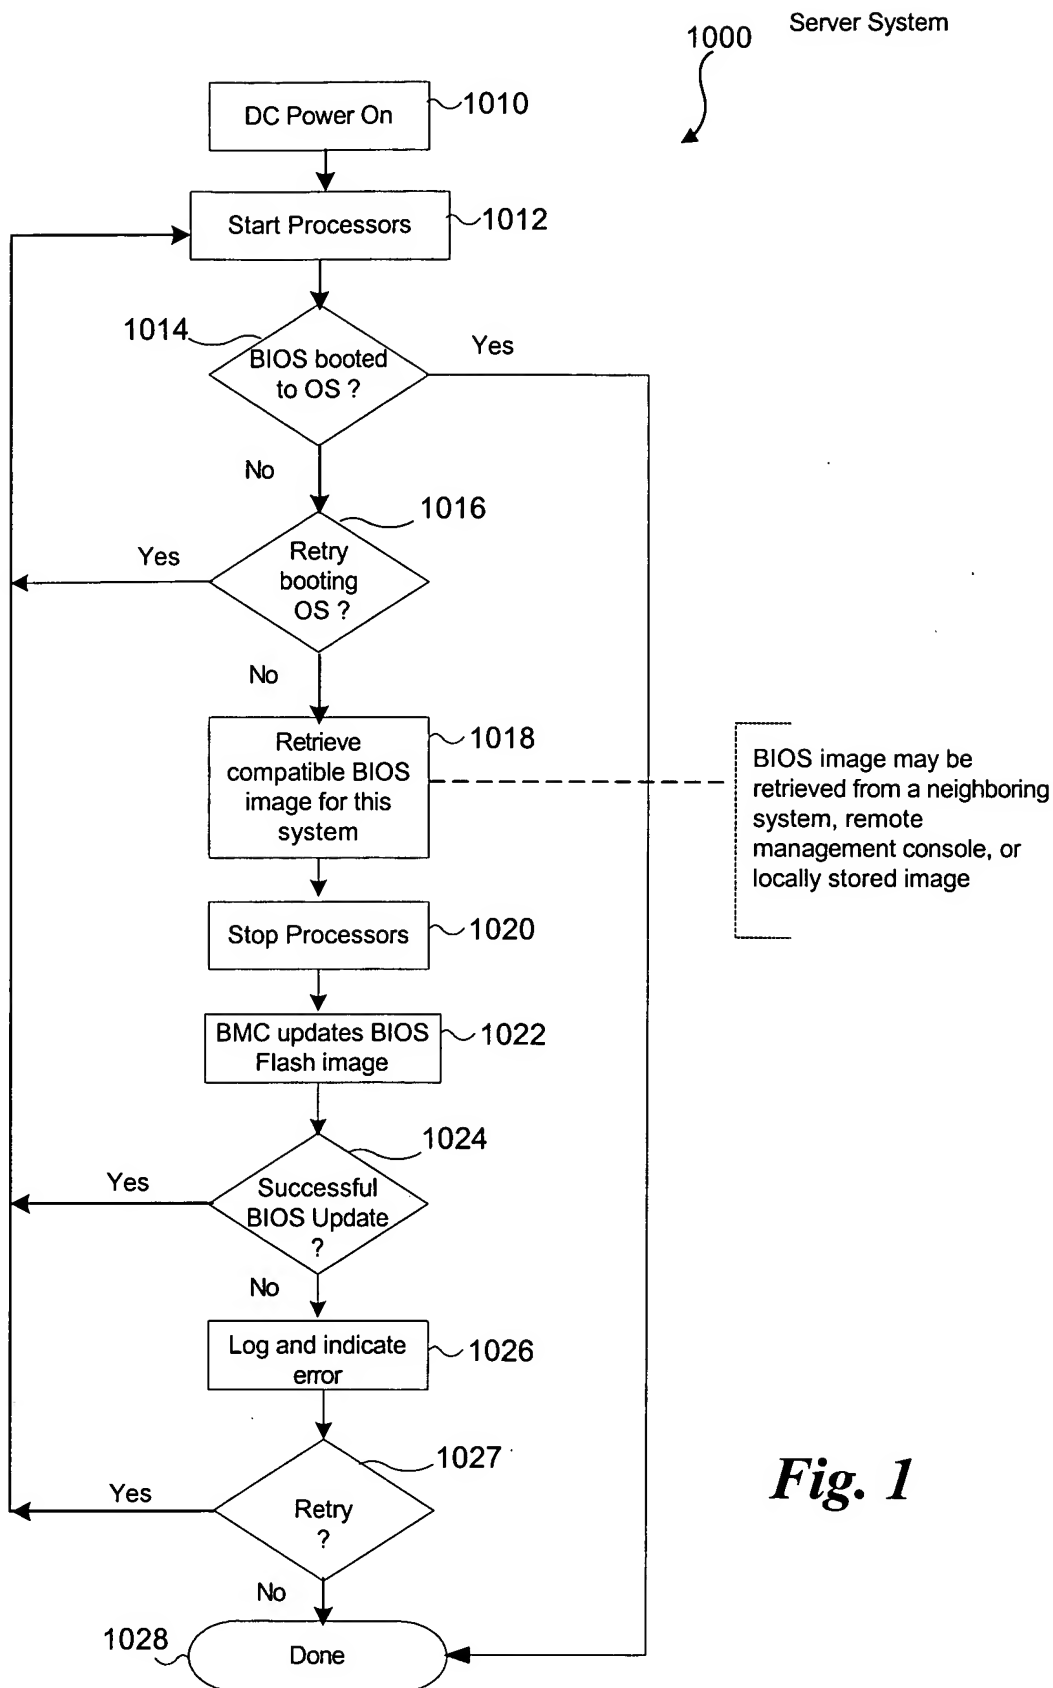 Server System
1000
DC Power On
1010
Start Processors
1012
1014
BIOS booted
to OS ?
Yes
No
1016
Retry
booting
OS ?
Yes
No
Retrieve
compatible BIOS
image for this
system
1018
BIOS image may be
retrieved from a neighboring
system, remote
management console, or
locally stored image
Stop Processors
1020
BMC updates BIOS
Flash image
1022
1024
Successful
BIOS Update
?
Yes
No
Log and indicate
error
1026
1027
Retry
?
Yes
No
Fig. 1
1028
Done